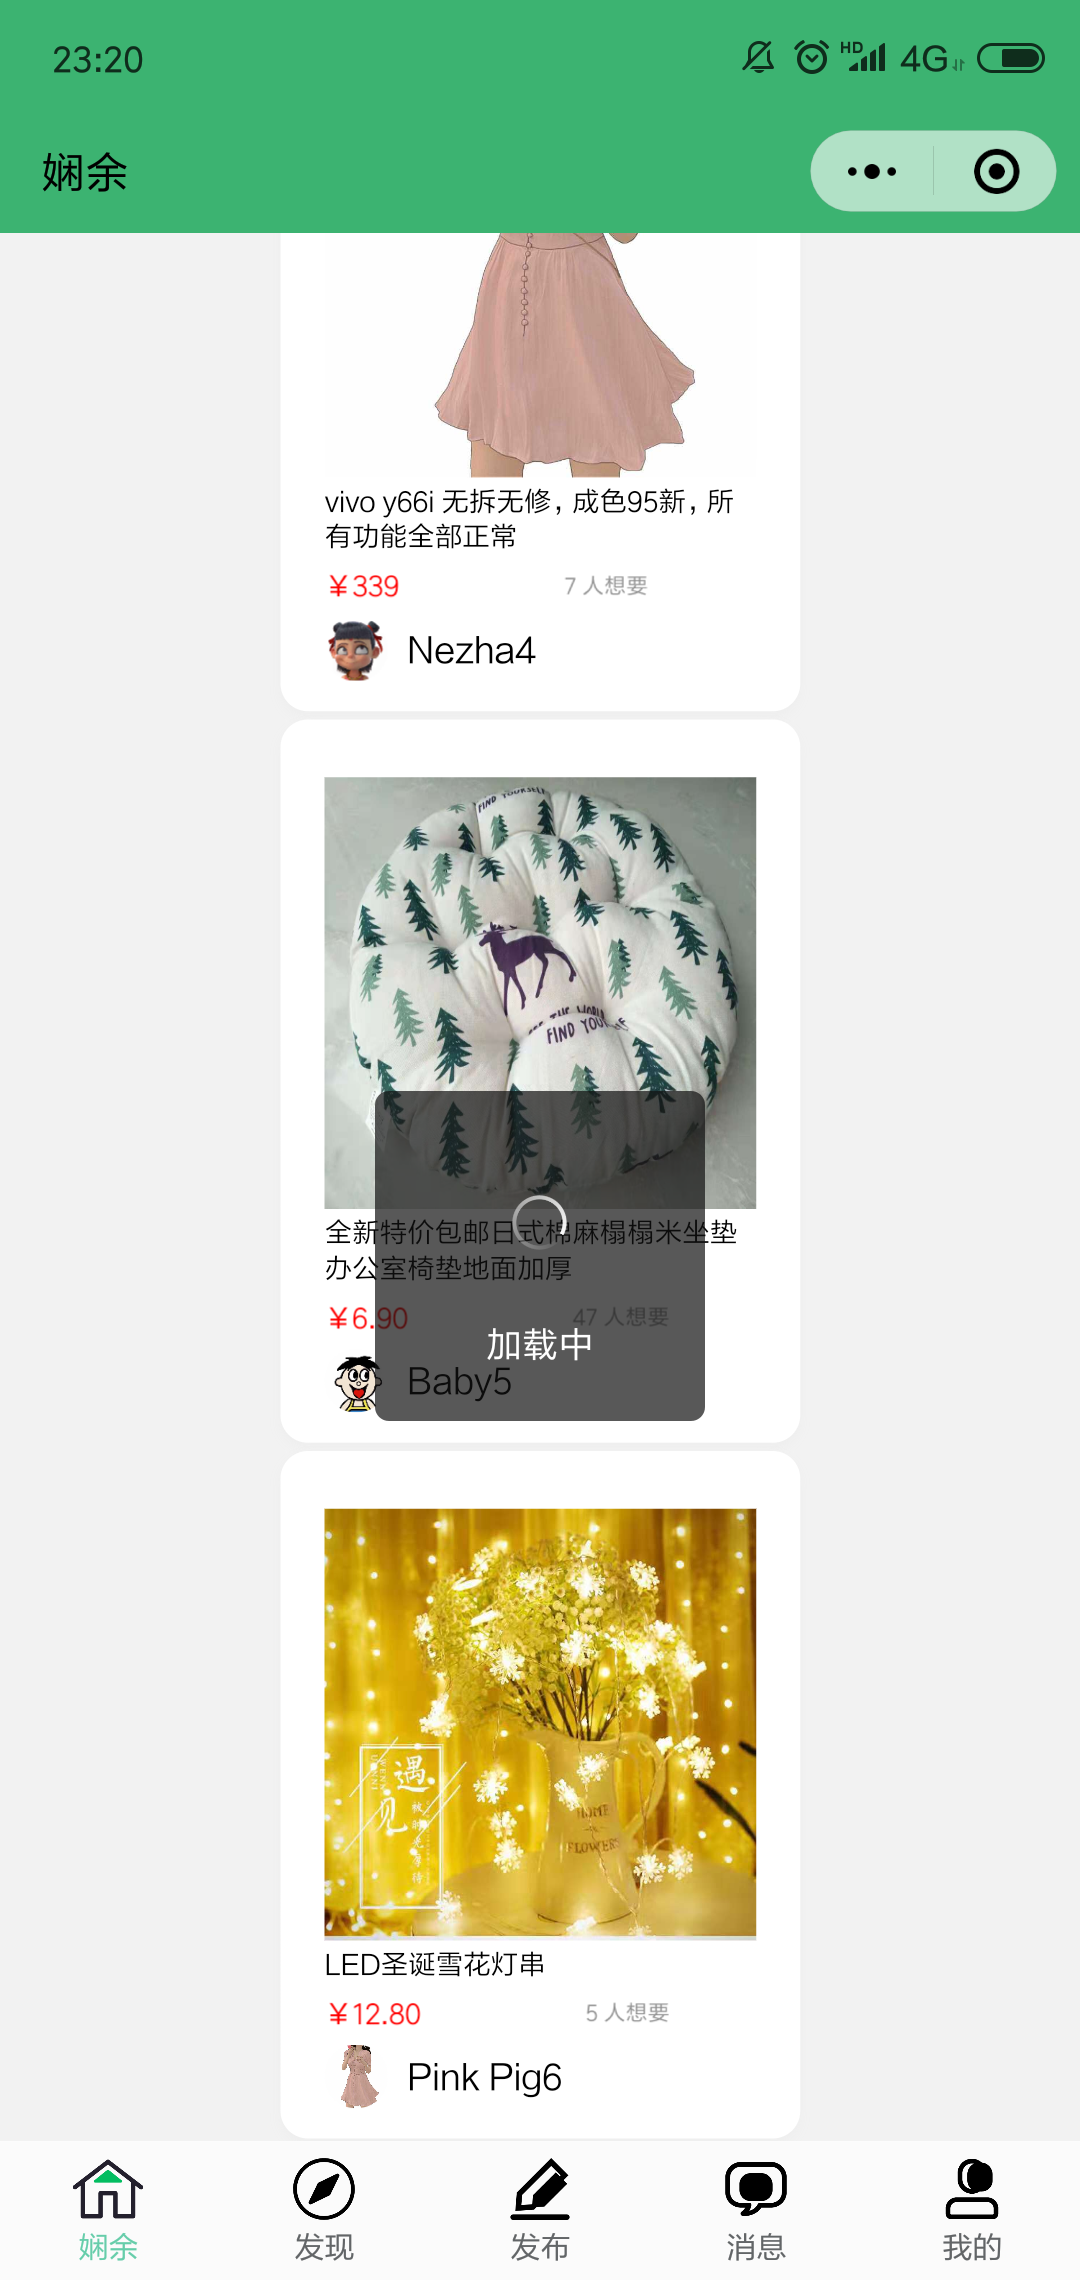 23:20
HD 4G
娴余
vivo y66i 无拆无修，成色95新，所
有功能全部正常
￥339 7 人想要
Nezha4
FIND YOURSELF
FIND YOU
全新特价包邮日式棉麻榻榻米坐垫
办公室椅垫地面加厚
￥6.90 47 人想要
加载中
Baby5
遇
见
HOME
FLOWERS
LED圣诞雪花灯串
￥12.80 5 人想要
Pink Pig6
娴余 发现 发布 消息 我的